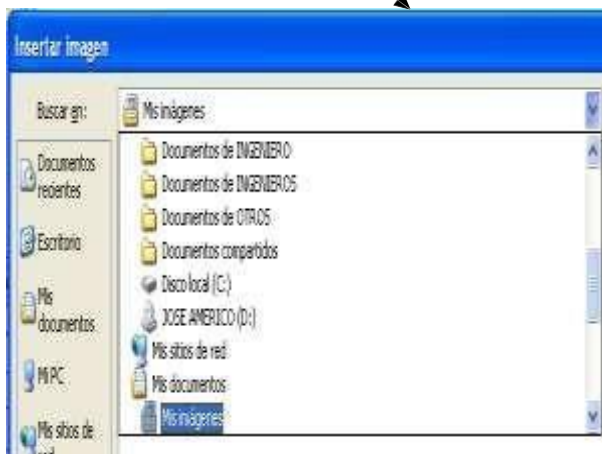 Insertar imagen
Buscar en:
Mis imágenes
Documentos recientes
Escritorio
Mis documentos
Mi PC
Mis sitios de red
Documentos de INGENIERO
Documentos de INGENIEROS
Documentos de OTROS
Documentos compartidos
Disco local (C:)
JOSE AMERICO (D:)
Mis sitios de red
Mis documentos
Mis imágenes